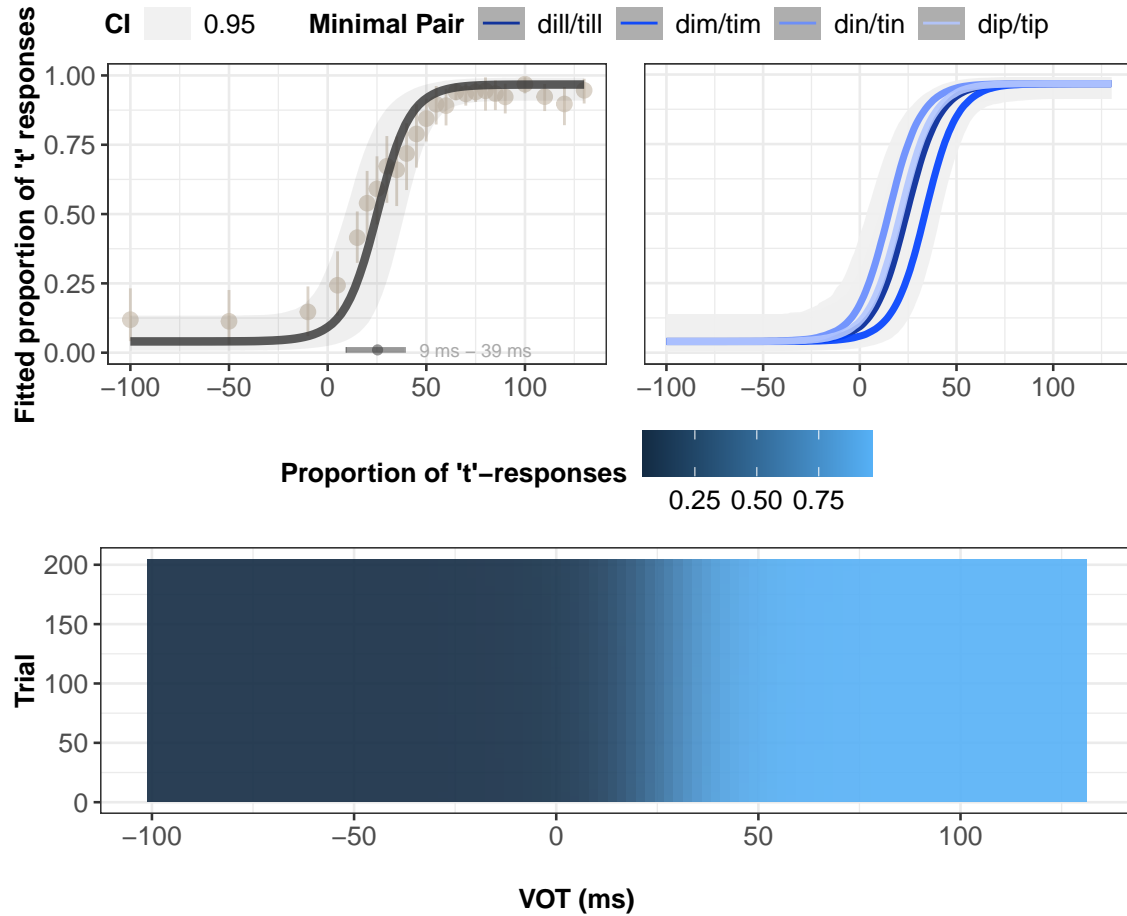 CI 0.95 Minimal Pair dill/till dim/tim din/tin dip/tip
Fitted proportion of 't' responses
1.00
0.75
0.50
0.25
0.00
9 ms − 39 ms
−100 −50 0 50 100
−100 −50 0 50 100
Proportion of 't'−responses
0.25 0.50 0.75
Trial
200
150
100
50
0
−100 −50 0 50 100
VOT (ms)